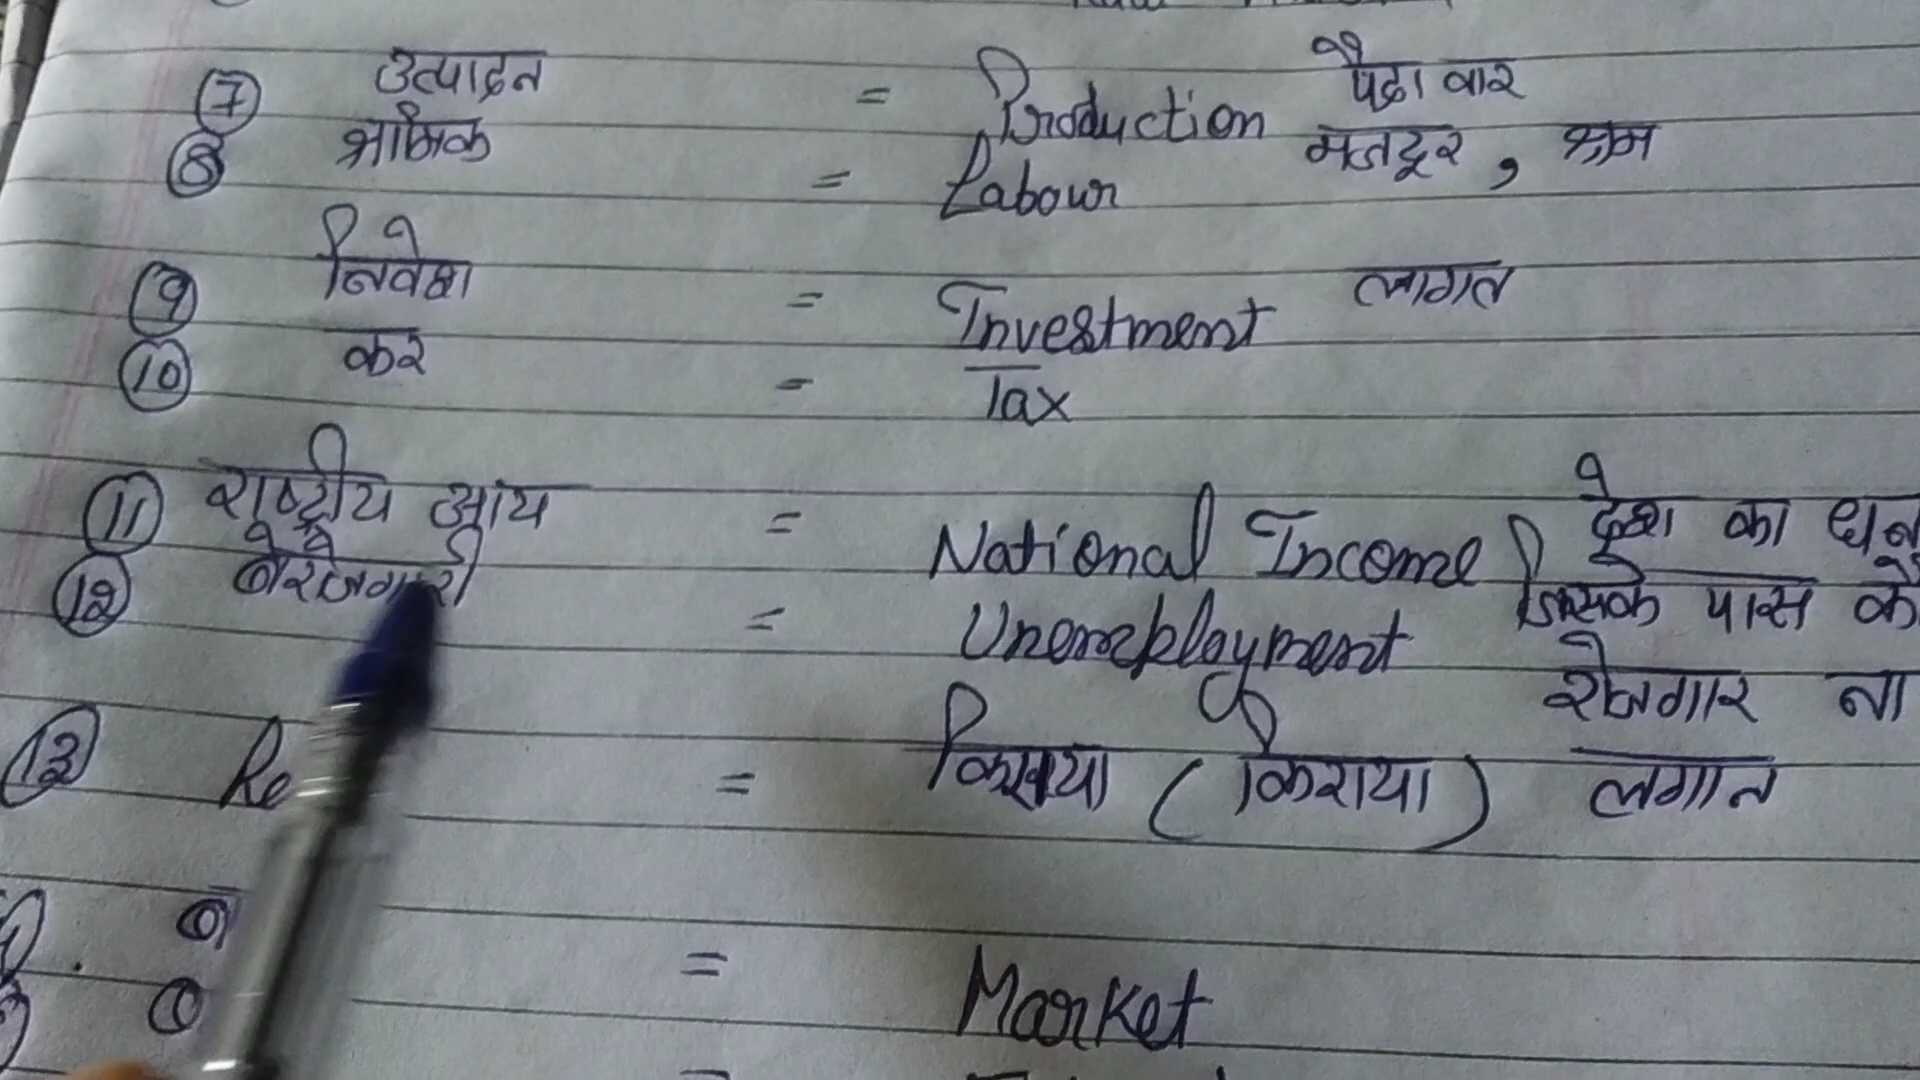 7 उत्पादन = Production पैदा वार
8 श्रमिक = Labour मजदूर, श्रम
9 निवेश = Investment लागत
10 कर = Tax
11 राष्ट्रीय आय = National Income देश का धन
12 बेरोजगारी = Unemployment जिसके पास
रोजगार ना
13 = किराया (किराया) लगान
= Market